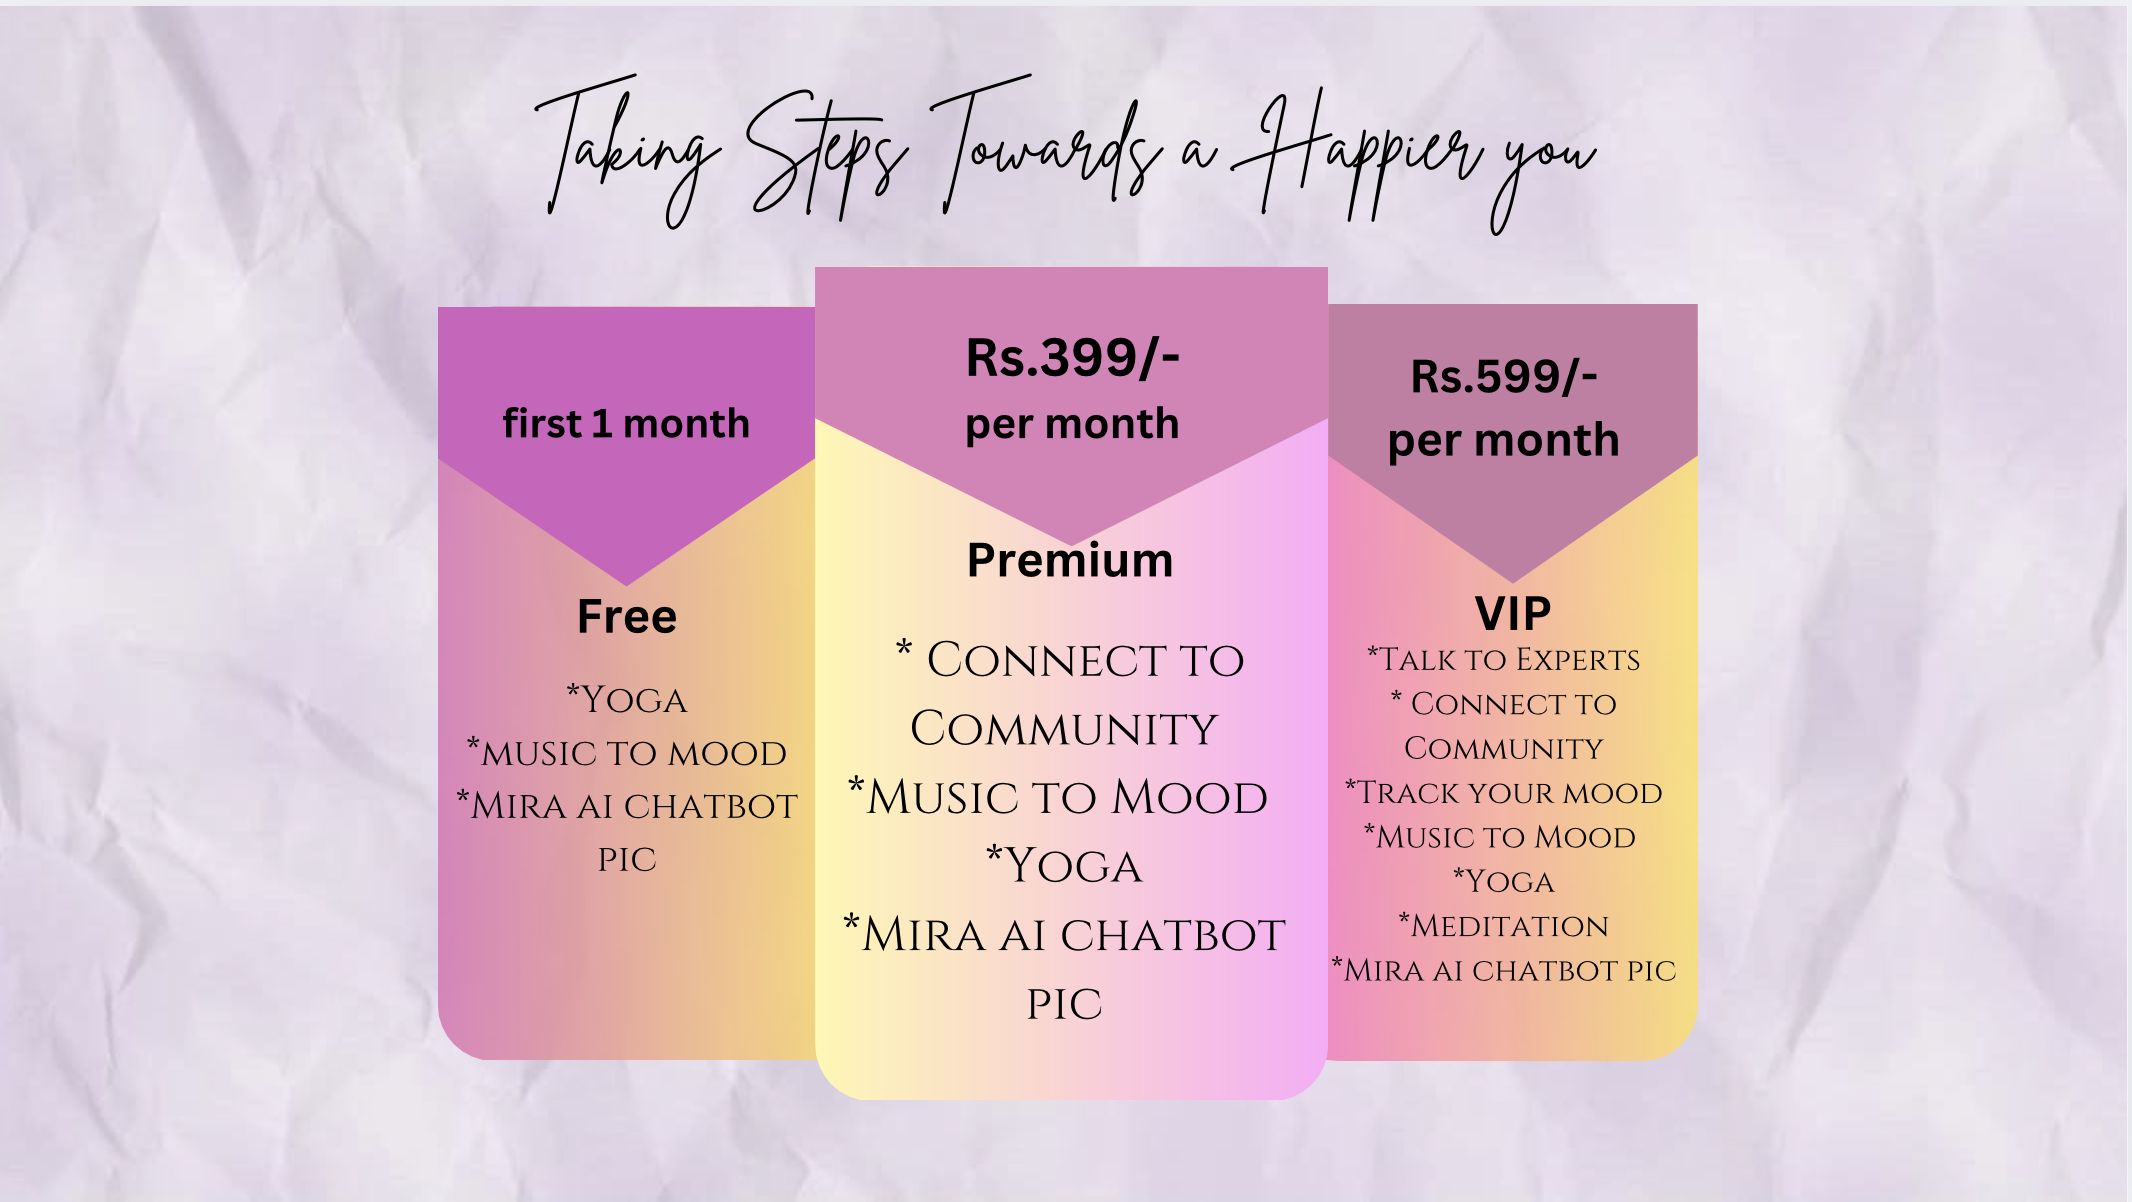 Taking Steps Towards a Happier you
first 1 month
Free
*Yoga
*music to mood
*Mira ai chatbot
pic
Rs.399/-
per month
Premium
* Connect to
Community
*Music to Mood
*Yoga
*Mira ai chatbot
pic
Rs.599/-
per month
VIP
*Talk to Experts
* Connect to
Community
*Track your mood
*Music to Mood
*Yoga
*Meditation
*Mira ai chatbot pic